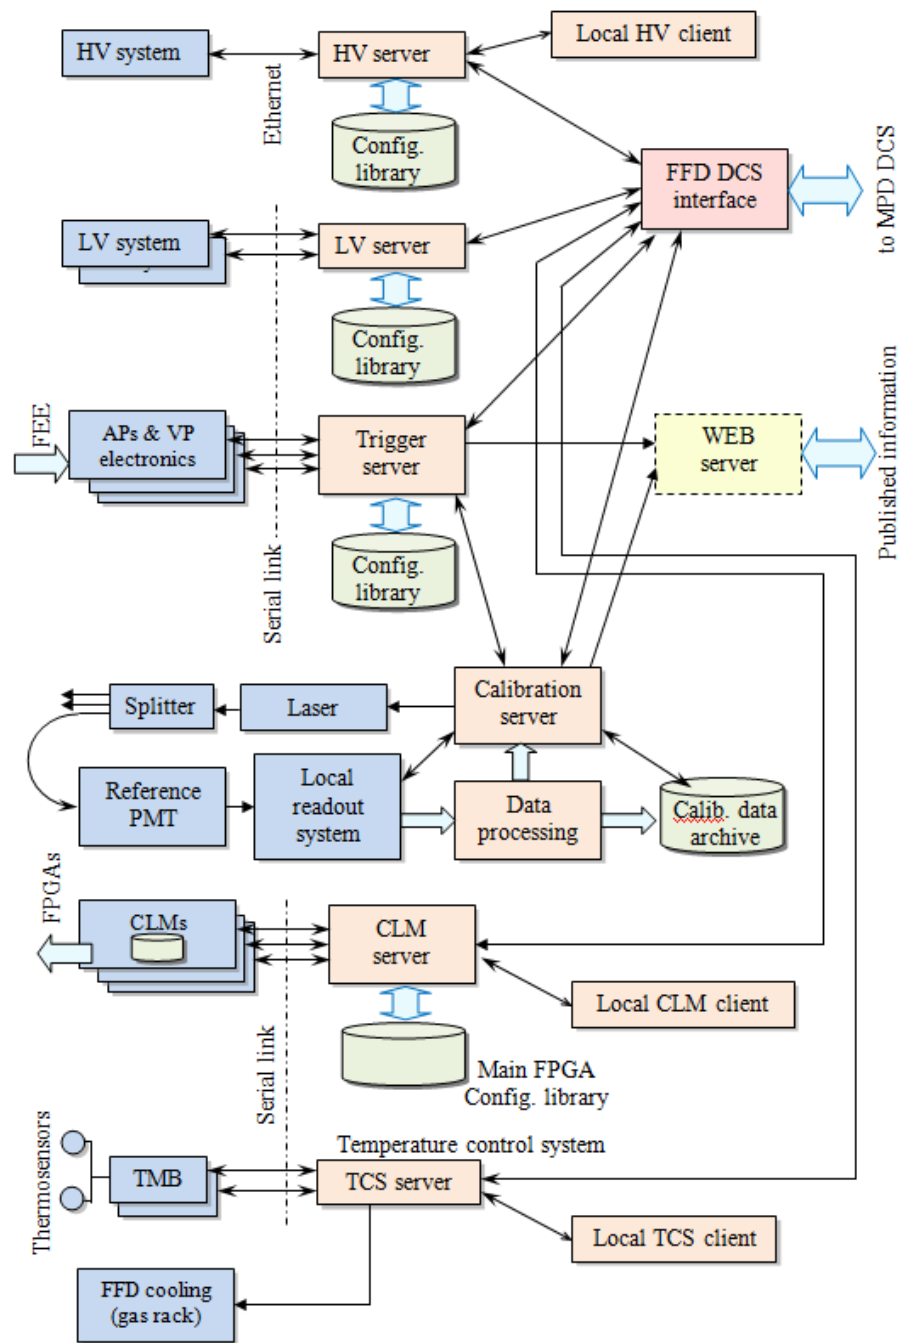 HV system
HV server
Local HV client
Ethernet
Config.
library
FFD DCS
interface
to MPD DCS
LV system
LV server
Config.
library
FEE
APs & VP
electronics
Trigger
server
WEB
server
Published information
Config.
library
Serial link
Splitter
Laser
Calibration
server
Reference
PMT
Local
readout
system
Data
processing
Calib. data
archive
FPGAs
CLMs
CLM
server
Local CLM client
Serial link
Main FPGA
Config. library
Thermosensors
Temperature control system
TMB
TCS server
Local TCS client
FFD cooling
(gas rack)